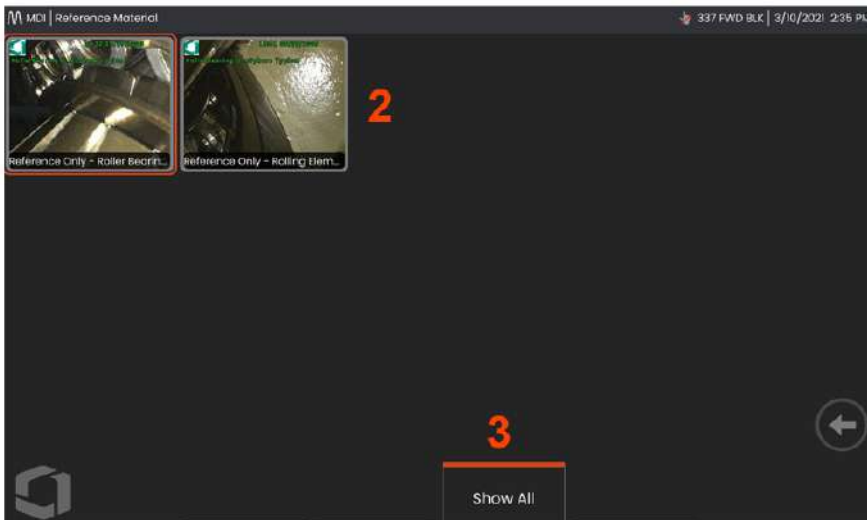 MDI | Reference Material
337 FWD BLK | 3/10/2021 2:35 PM
2
Reference Only - Roller Bearin...
Reference Only - Rolling Elem...
3
Show All